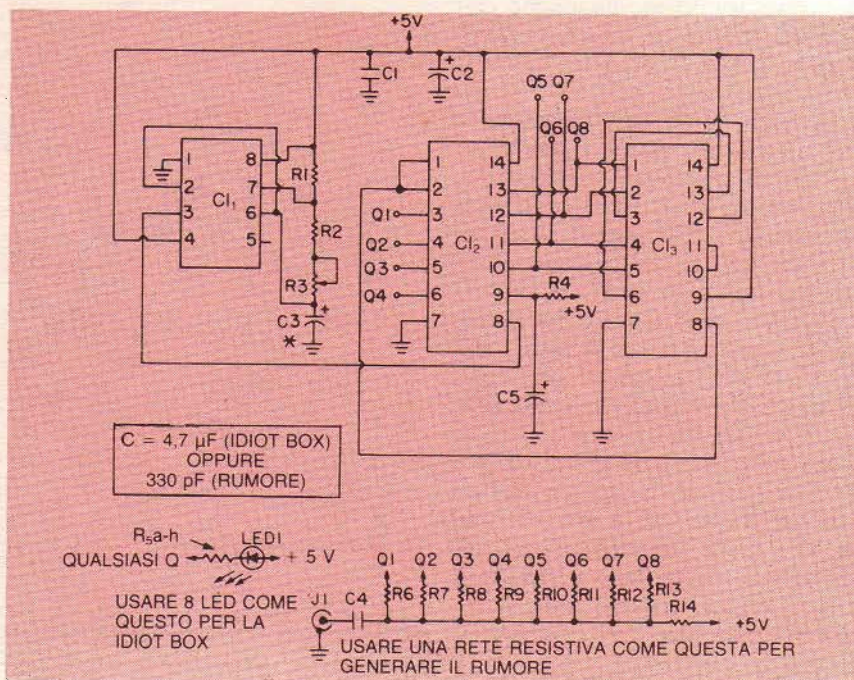 +5V
C1
C2
Q5 Q7
Q6 Q8
1 8
2 7
3 6
4 5
CI₁
R1
R2
R3
C3
*
1 14
2 13
Q1 3 12
Q2 4 11
Q3 5 10
Q4 6 9
7 8
CI₂
R4
+5V
C5
1 14
2 13
3 12
4 11
5 10
6 9
7 8
CI₃
C = 4,7 µF (IDIOT BOX)
OPPURE
330 pF (RUMORE)
R₅a-h
LED1
QUALSIASI Q + 5 V
USARE 8 LED COME
QUESTO PER LA
IDIOT BOX
Q1 Q2 Q3 Q4 Q5 Q6 Q7 Q8
J1 C4 R6 R7 R8 R9 R10 R11 R12 R13
R14
+5V
USARE UNA RETE RESISTIVA COME QUESTA PER
GENERARE IL RUMORE